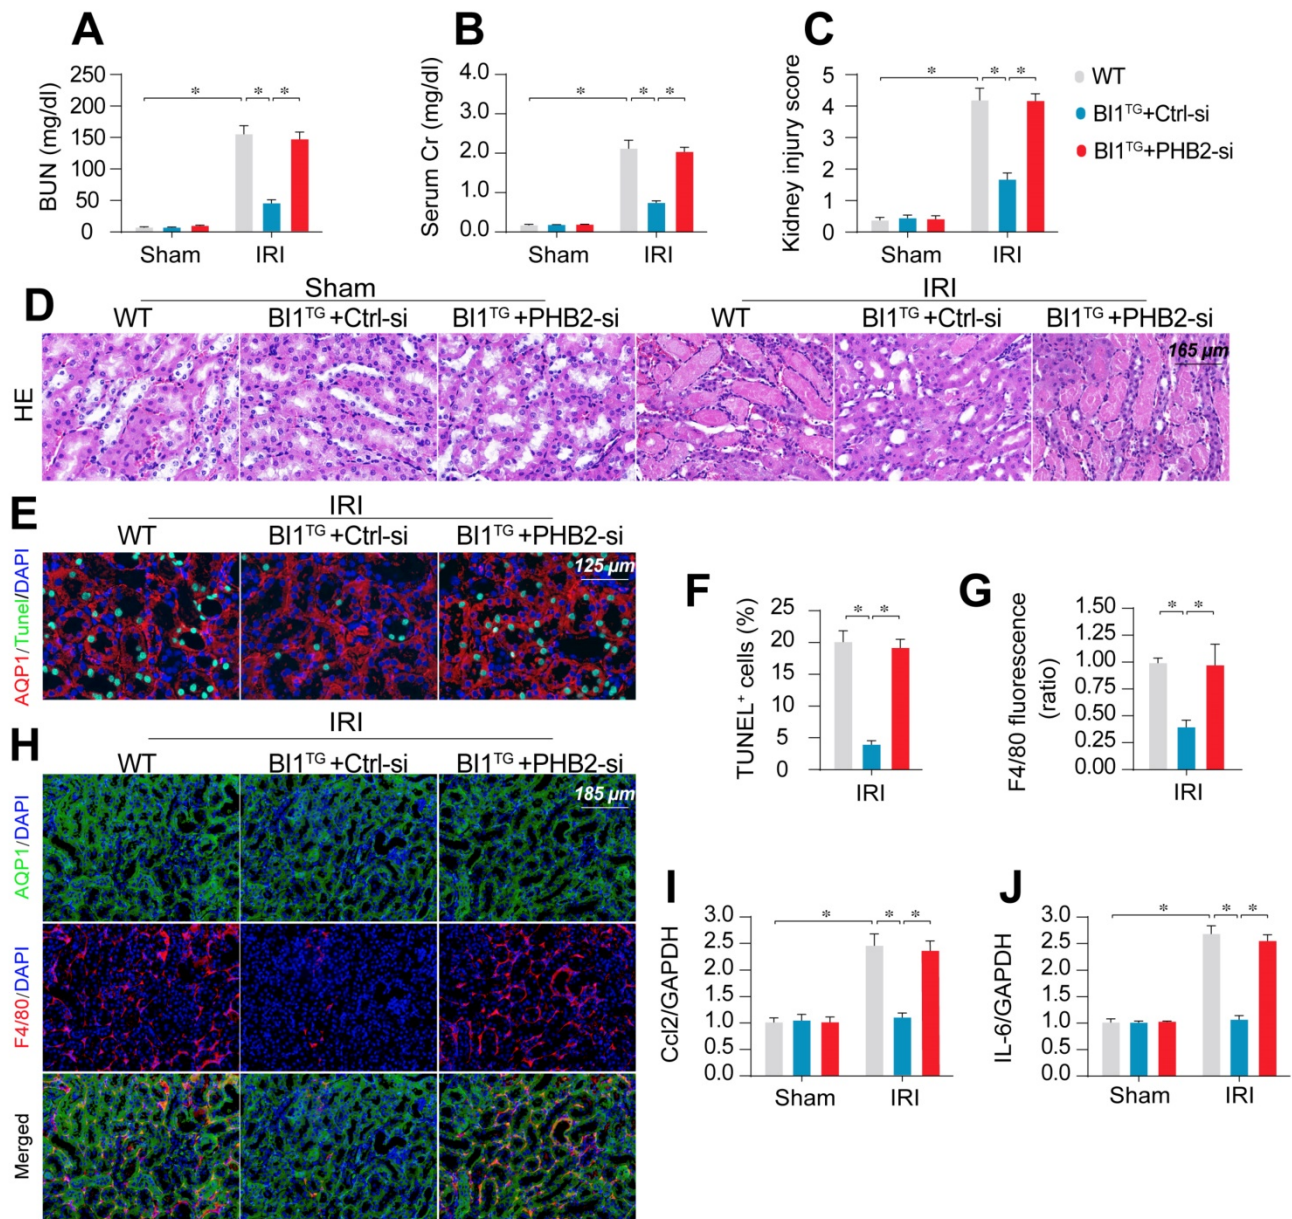 A
BUN (mg/dl)
250
200
150
100
50
0
* * *
Sham IRI
B
Serum Cr (mg/dl)
4.0
3.0
2.0
1.0
0.0
* * *
Sham IRI
C
Kidney injury score
5
4
3
2
1
0
* * *
Sham IRI
WT
BI1TG+Ctrl-si
BI1TG+PHB2-si
D
Sham IRI
WT BI1TG +Ctrl-si BI1TG +PHB2-si WT BI1TG +Ctrl-si BI1TG +PHB2-si
HE
165 µm
E
IRI
WT BI1TG +Ctrl-si BI1TG +PHB2-si
AQP1/Tunel/DAPI
125 µm
F
TUNEL+ cells (%)
25
20
15
10
5
0
* *
IRI
G
F4/80 fluorescence
(ratio)
1.50
1.25
1.00
0.75
0.50
0.25
0.00
* *
IRI
H
IRI
WT BI1TG +Ctrl-si BI1TG +PHB2-si
185 µm
AQP1/DAPI
F4/80/DAPI
Merged
I
Ccl2/GAPDH
3.0
2.5
2.0
1.5
1.0
0.5
0.0
* * *
Sham IRI
J
IL-6/GAPDH
3.0
2.5
2.0
1.5
1.0
0.5
0.0
* * *
Sham IRI